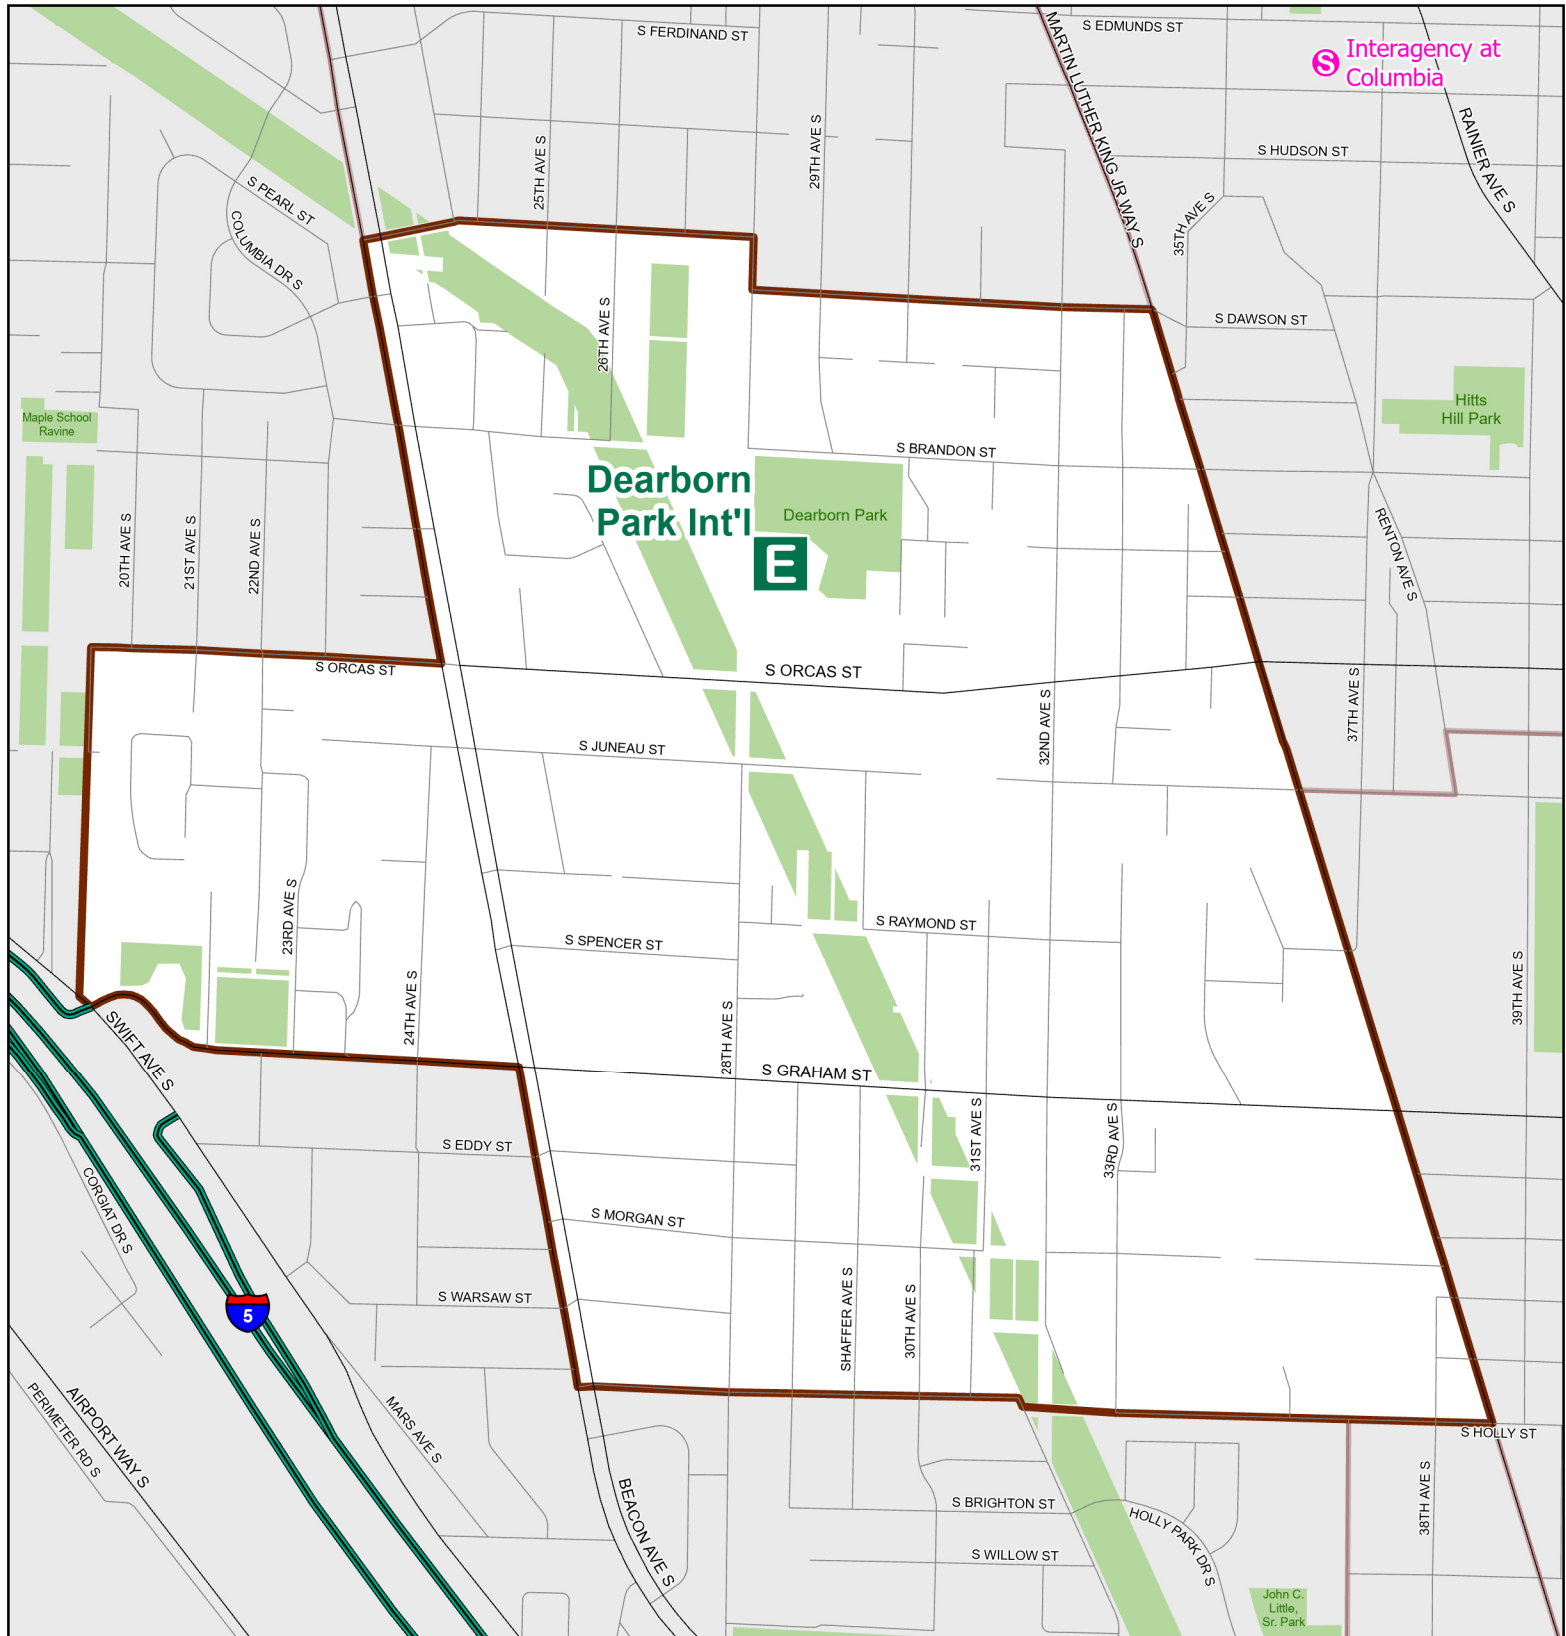 S FERDINAND ST
S EDMUNDS ST
MARTIN LUTHER KING JR WAY S
S
Interagency at
Columbia
RAINIER AVE S
S HUDSON ST
25TH AVE S
29TH AVE S
S PEARL ST
COLUMBIA DR S
35TH AVE S
S DAWSON ST
26TH AVE S
Maple School
Ravine
Hitts
Hill Park
S BRANDON ST
Dearborn
Park Int'l
Dearborn Park
E
20TH AVE S
21ST AVE S
22ND AVE S
RENTON AVE S
S ORCAS ST
S ORCAS ST
32ND AVE S
37TH AVE S
S JUNEAU ST
23RD AVE S
S RAYMOND ST
S SPENCER ST
24TH AVE S
28TH AVE S
39TH AVE S
SWIFT AVE S
S GRAHAM ST
31ST AVE S
33RD AVE S
S EDDY ST
CORGIAT DR S
S MORGAN ST
S WARSAW ST
5
SHAFFER AVE S
30TH AVE S
AIRPORT WAY S
PERIMETER RD S
MARS AVE S
S HOLLY ST
BEACON AVE S
S BRIGHTON ST
HOLLY PARK DR S
38TH AVE S
S WILLOW ST
John C.
Little,
Sr. Park